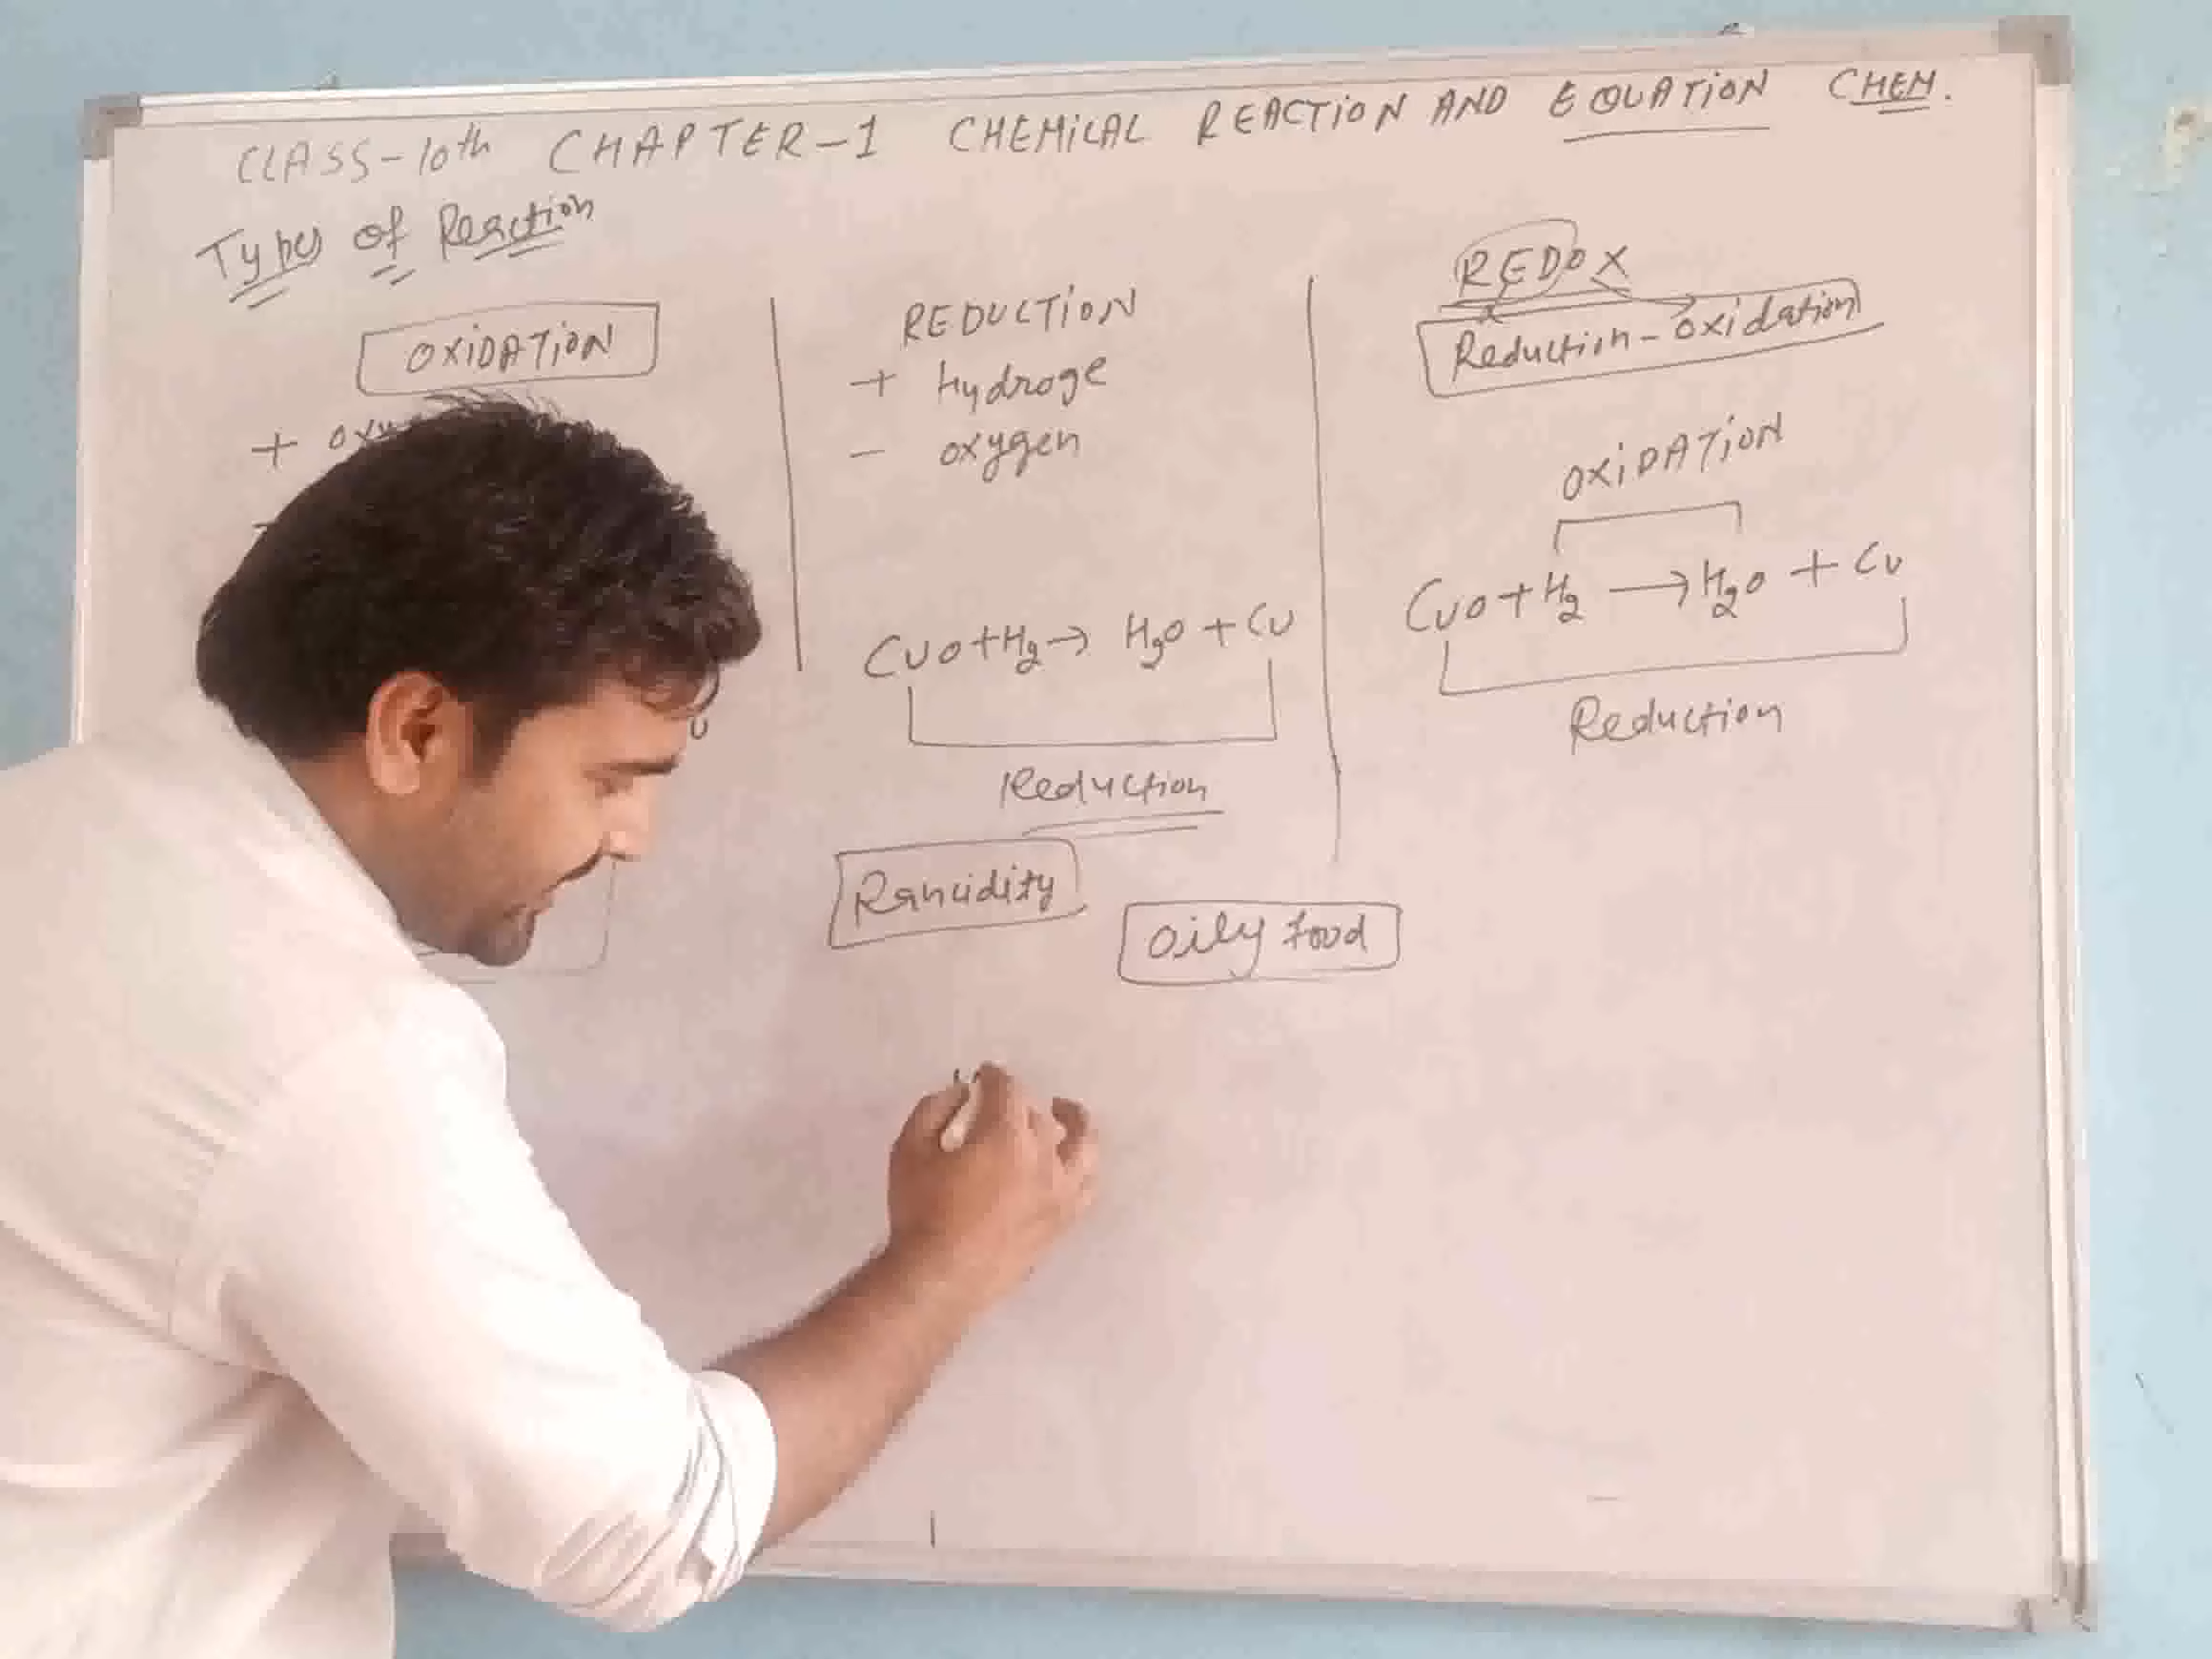 CLASS-10th CHAPTER-1 CHEMICAL REACTION AND EQUATION CHEM.
Types of Reaction
OXIDATION
+
REDUCTION
+ Hydroge
- oxygen
CuO+H2→ H2O + Cu
Reduction
REDOX
Reduction-oxidation
OXIDATION
CuO+H2 → H2O + Cu
Reduction
Rancidity
Oily food